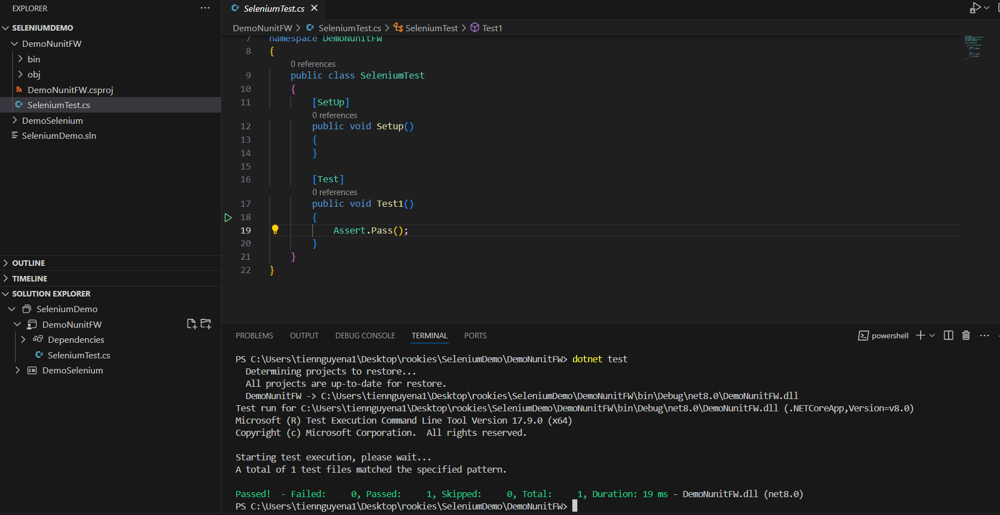 EXPLORER
SELENIUMDEMO
DemoNunitFW
bin
obj
DemoNunitFW.csproj
SeleniumTest.cs
DemoSelenium
SeleniumDemo.sln
OUTLINE
TIMELINE
SOLUTION EXPLORER
SeleniumDemo
DemoNunitFW
Dependencies
SeleniumTest.cs
DemoSelenium
SeleniumTest.cs
DemoNunitFW > SeleniumTest.cs > SeleniumTest > Test1
7 namespace DemoNunitFW
8 {
0 references
9 public class SeleniumTest
10 {
11 [SetUp]
0 references
12 public void Setup()
13 {
14 }
15
16 [Test]
0 references
17 public void Test1()
18 {
19 Assert.Pass();
20 }
21 }
22 }
PROBLEMS OUTPUT DEBUG CONSOLE TERMINAL PORTS
powershell
PS C:\Users\tiennguyena1\Desktop\rookies\SeleniumDemo\DemoNunitFW> dotnet test
Determining projects to restore...
All projects are up-to-date for restore.
DemoNunitFW -> C:\Users\tiennguyena1\Desktop\rookies\SeleniumDemo\DemoNunitFW\bin\Debug\net8.0\DemoNunitFW.dll
Test run for C:\Users\tiennguyena1\Desktop\rookies\SeleniumDemo\DemoNunitFW\bin\Debug\net8.0\DemoNunitFW.dll (.NETCoreApp,Version=v8.0)
Microsoft (R) Test Execution Command Line Tool Version 17.9.0 (x64)
Copyright (c) Microsoft Corporation.  All rights reserved.
Starting test execution, please wait...
A total of 1 test files matched the specified pattern.
Passed!  - Failed:     0, Passed:     1, Skipped:     0, Total:     1, Duration: 19 ms - DemoNunitFW.dll (net8.0)
PS C:\Users\tiennguyena1\Desktop\rookies\SeleniumDemo\DemoNunitFW>